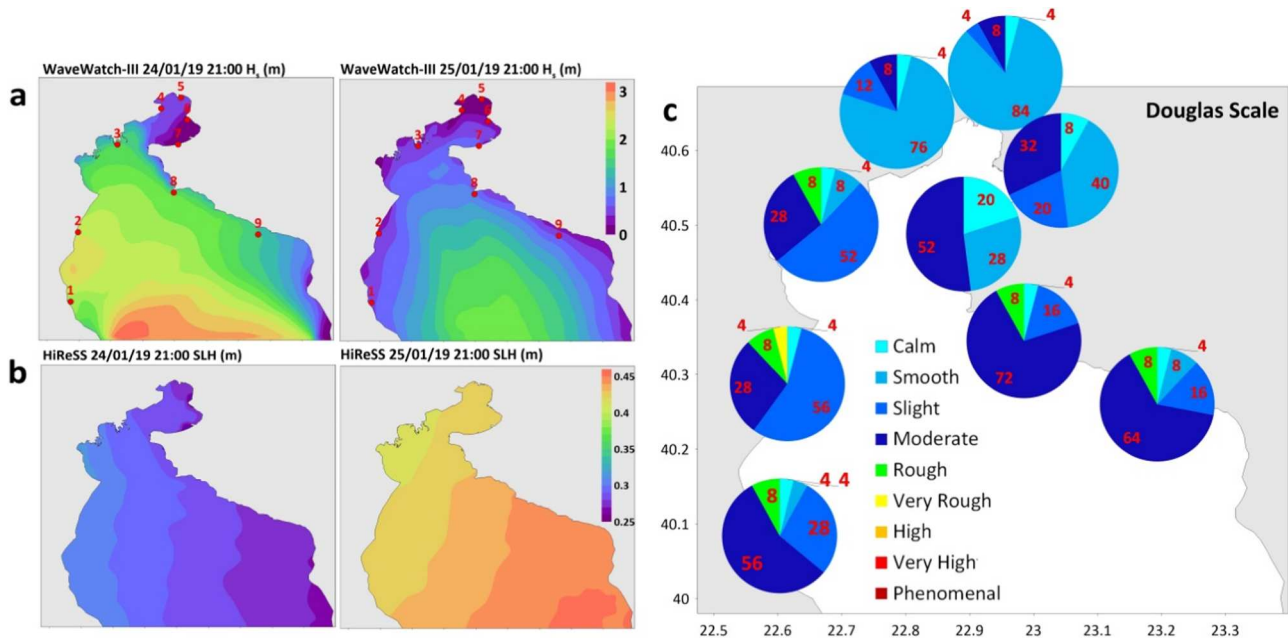 a
WaveWatch-III 24/01/19 21:00 Hs (m)
5
4
6
3
7
8
2
9
1
WaveWatch-III 25/01/19 21:00 Hs (m)
5
4
6
3
7
8
2
9
1
3
2
1
0
b
HiReSS 24/01/19 21:00 SLH (m)
HiReSS 25/01/19 21:00 SLH (m)
0.45
0.4
0.35
0.3
0.25
c
Douglas Scale
4 8 4
84
12 8 4
76
32 8
20 40
8 4
28 8
52
20
52 28
4 8 4
28 56
8 4
16
72
8 4
8
16
64
8 4 4
28
56
Calm
Smooth
Slight
Moderate
Rough
Very Rough
High
Very High
Phenomenal
40.6
40.5
40.4
40.3
40.2
40.1
40
22.5 22.6 22.7 22.8 22.9 23 23.1 23.2 23.3